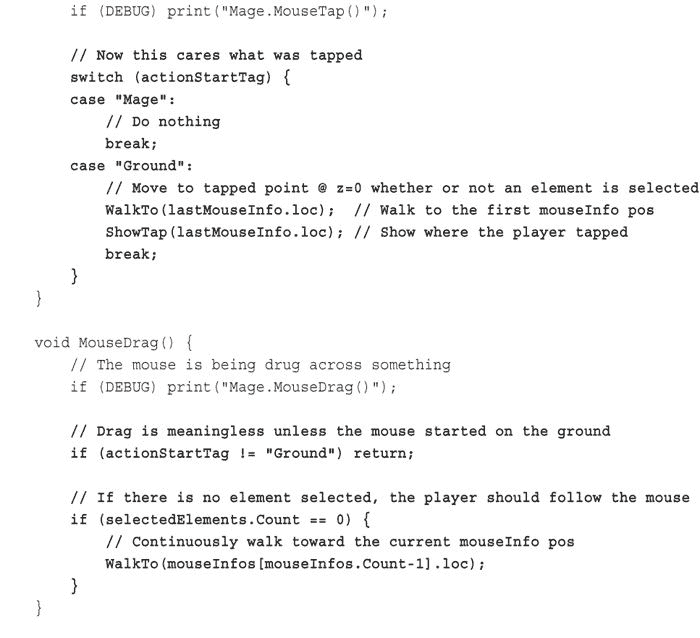 if (DEBUG) print("Mage.MouseTap()");
// Now this cares what was tapped
switch (actionStartTag) {
case "Mage":
// Do nothing
break;
case "Ground":
// Move to tapped point @ z=0 whether or not an element is selected
WalkTo(lastMouseInfo.loc);  // Walk to the first mouseInfo pos
ShowTap(lastMouseInfo.loc); // Show where the player tapped
break;
}
}
void MouseDrag() {
// The mouse is being drug across something
if (DEBUG) print("Mage.MouseDrag()");
// Drag is meaningless unless the mouse started on the ground
if (actionStartTag != "Ground") return;
// If there is no element selected, the player should follow the mouse
if (selectedElements.Count == 0) {
// Continuously walk toward the current mouseInfo pos
WalkTo(mouseInfos[mouseInfos.Count-1].loc);
}
}